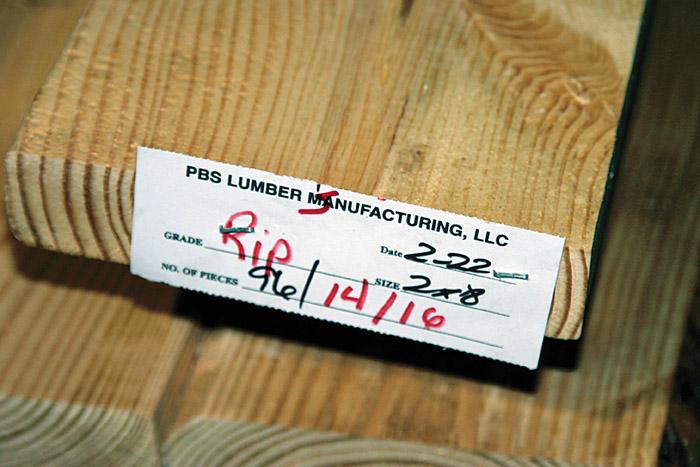 PBS LUMBER MANUFACTURING, LLC
GRADE Rip's Date 2-22
NO. OF PIECES 96/14/16 SIZE 2x8